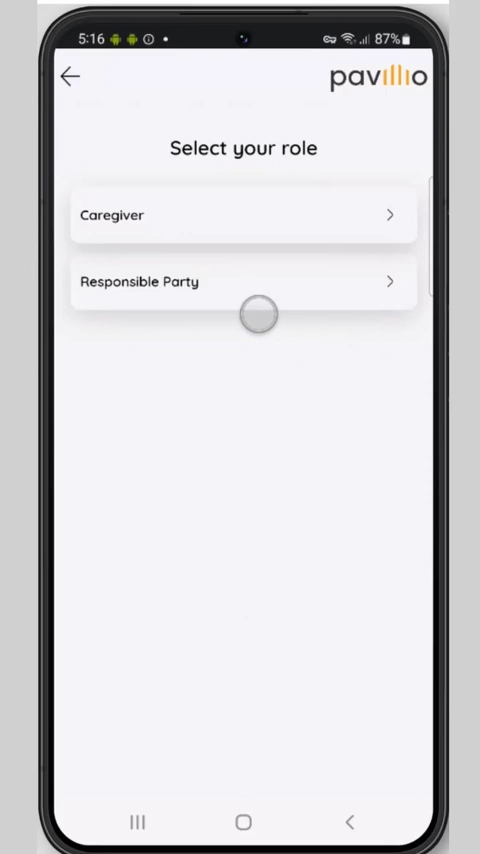 5:16
87%
pavillio
Select your role
Caregiver
Responsible Party